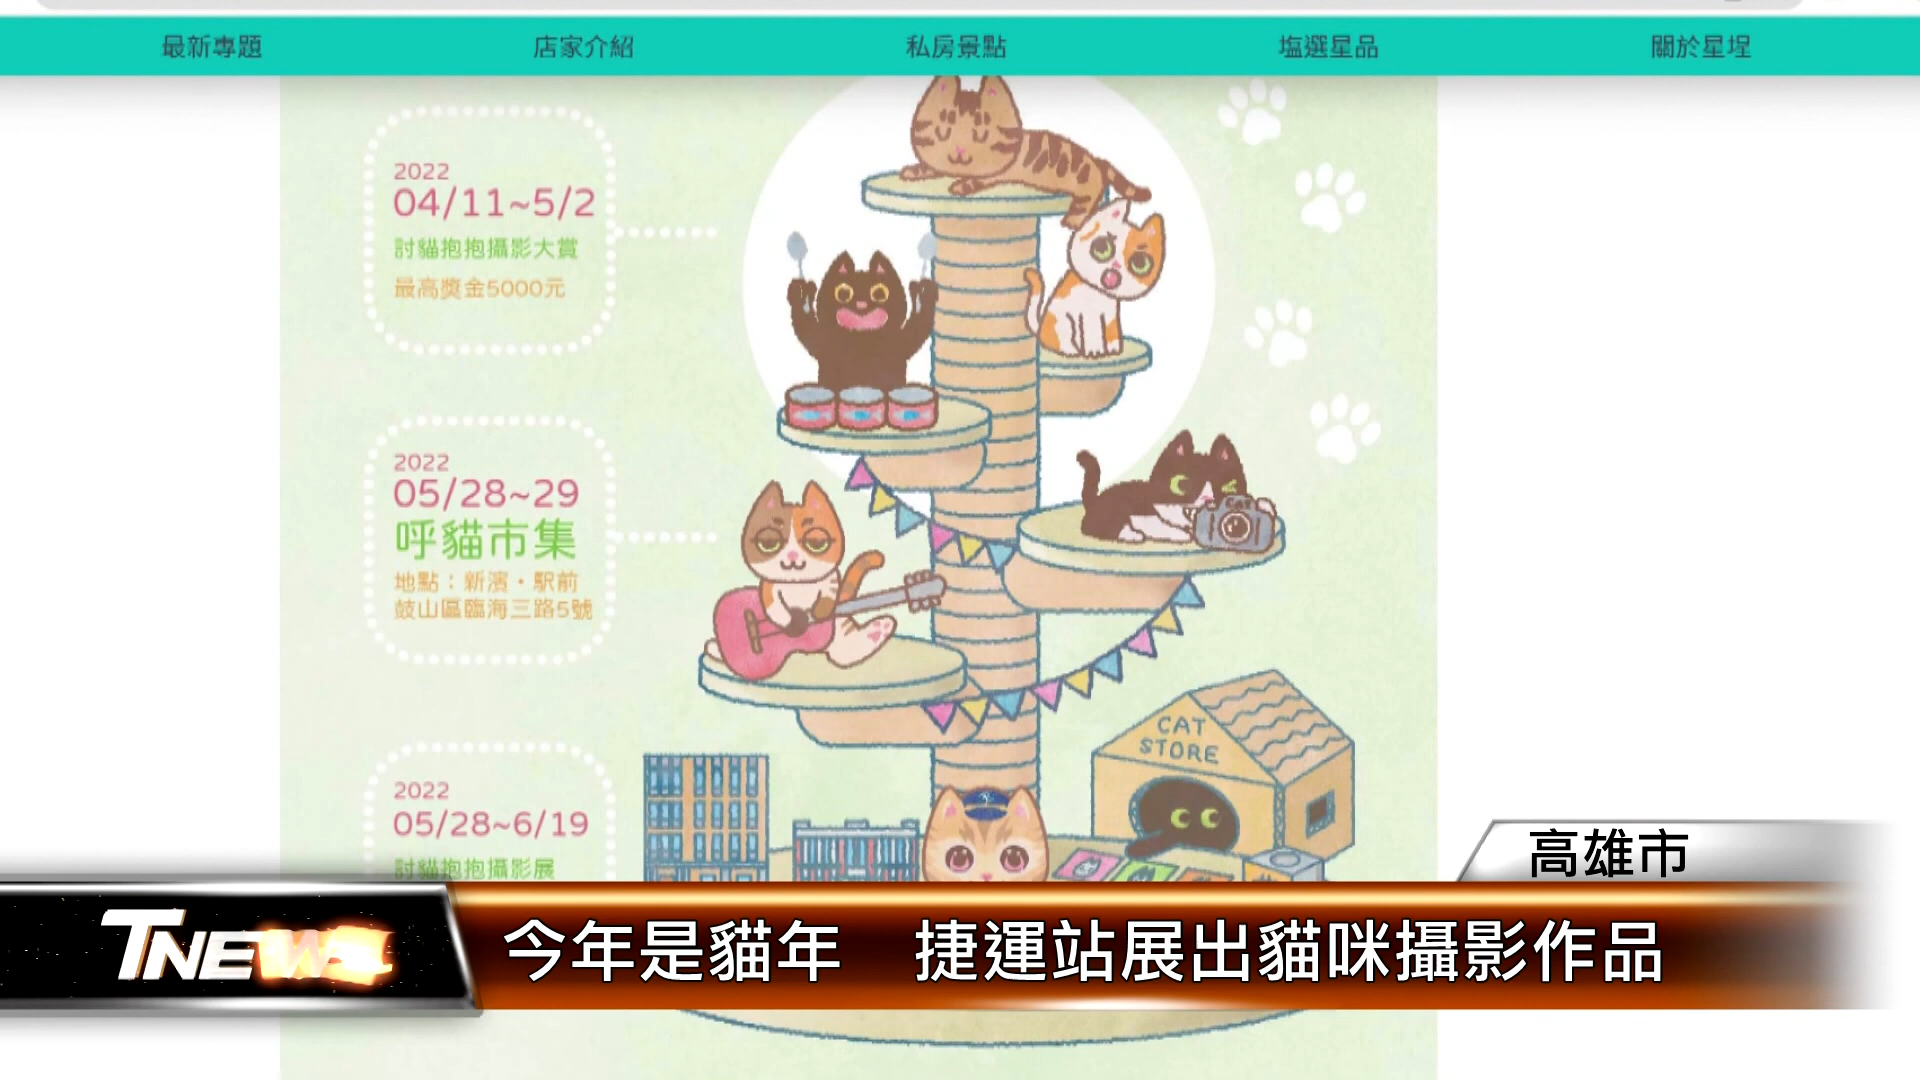 最新專題
店家介紹
私房景點
塩選星品
關於星埕
2022
04/11~5/2
討貓抱抱攝影大賞
最高獎金5000元
2022
05/28~29
呼貓市集
地點：新濱・駅前
鼓山區臨海三路5號
2022
05/28~6/19
討貓抱抱攝影展
CAT
STORE
CAT
高雄市
TNEWS
今年是貓年　捷運站展出貓咪攝影作品